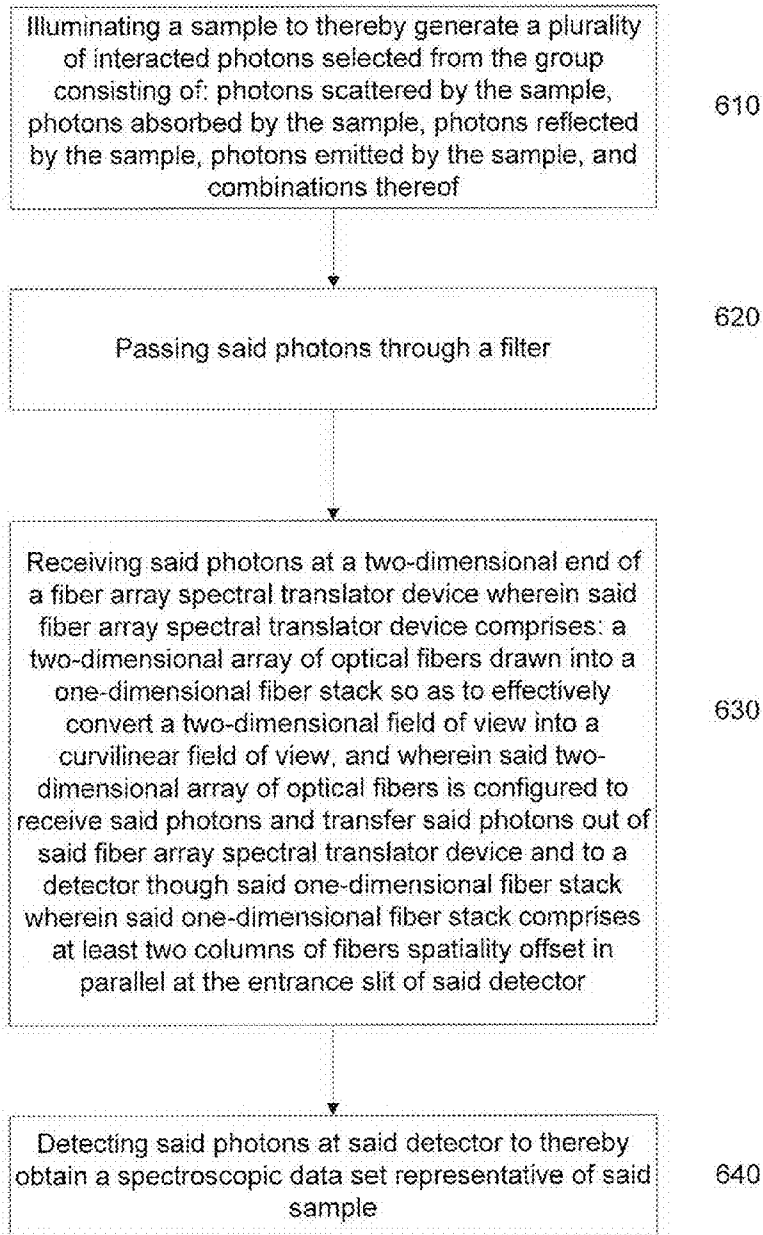 Illuminating a sample to thereby generate a plurality
of interacted photons selected from the group
consisting of: photons scattered by the sample,
photons absorbed by the sample, photons reflected
by the sample, photons emitted by the sample, and
combinations thereof
610
Passing said photons through a filter
620
Receiving said photons at a two-dimensional end of
a fiber array spectral translator device wherein said
fiber array spectral translator device comprises: a
two-dimensional array of optical fibers drawn into a
one-dimensional fiber stack so as to effectively
convert a two-dimensional field of view into a
curvilinear field of view, and wherein said two-
dimensional array of optical fibers is configured to
receive said photons and transfer said photons out of
said fiber array spectral translator device and to a
detector though said one-dimensional fiber stack
wherein said one-dimensional fiber stack comprises
at least two columns of fibers spatiality offset in
parallel at the entrance slit of said detector
630
Detecting said photons at said detector to thereby
obtain a spectroscopic data set representative of said
sample
640